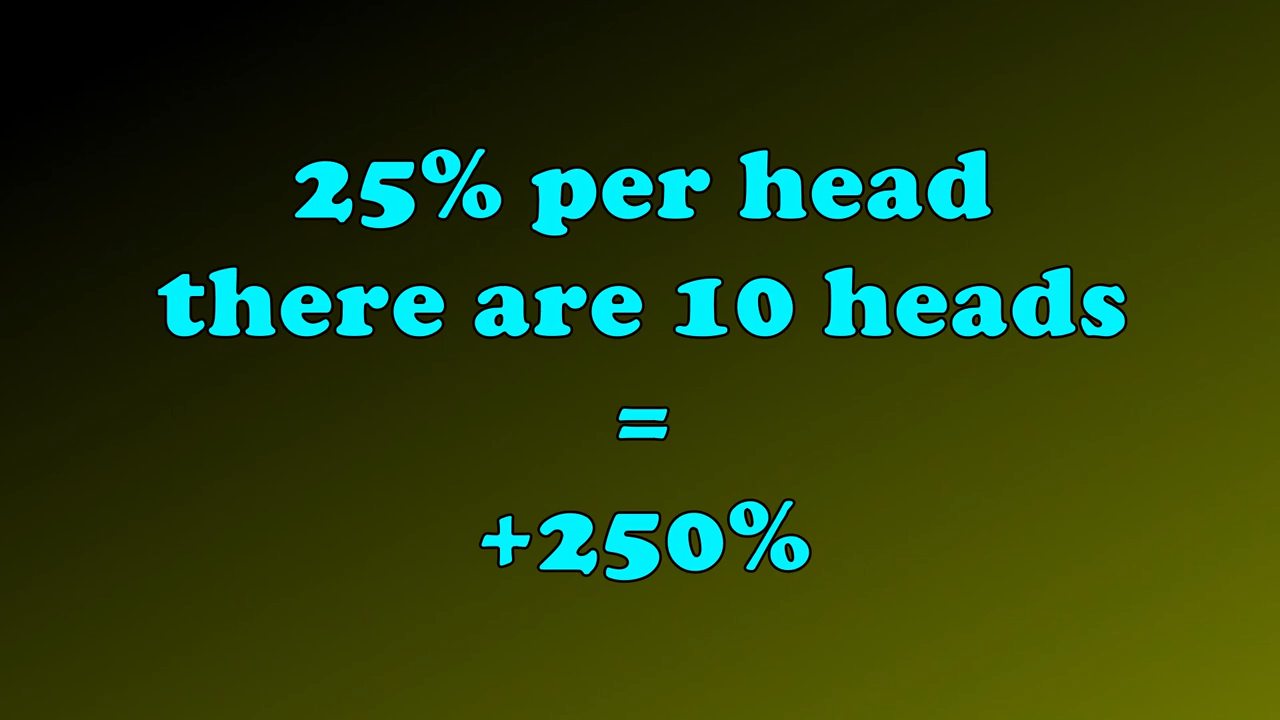 25% per head
there are 10 heads
=
+250%